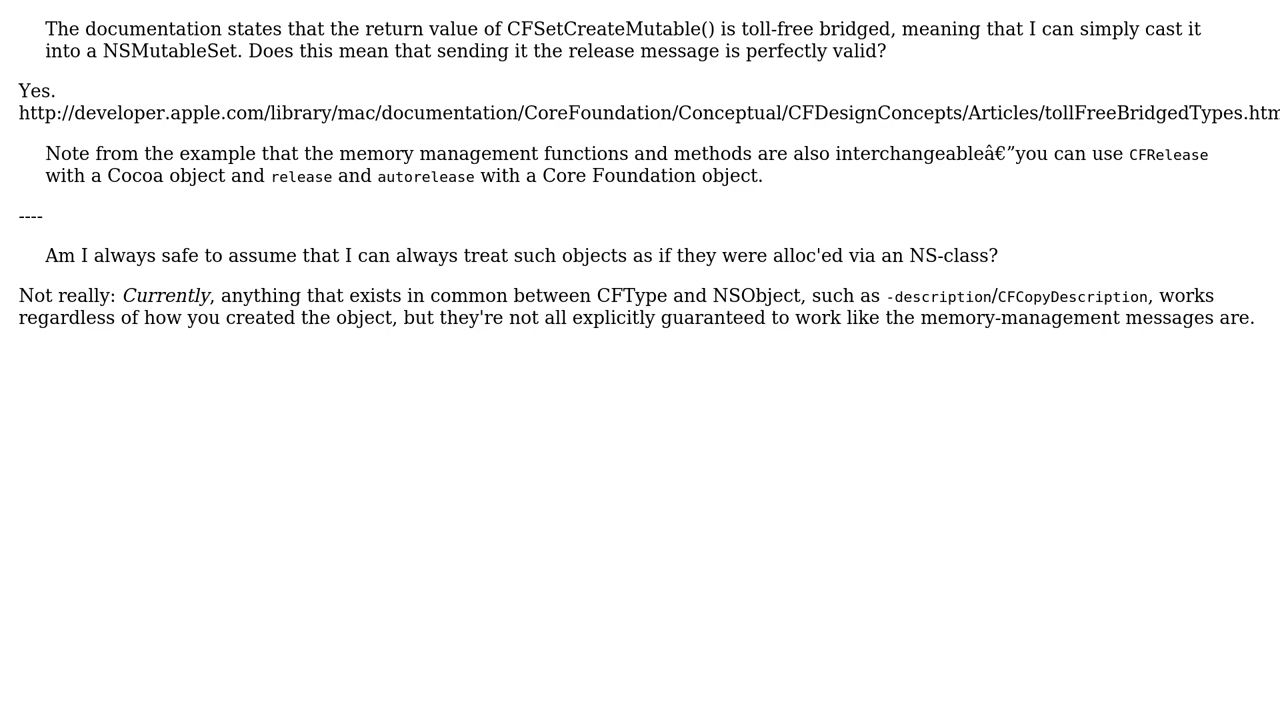 The documentation states that the return value of CFSetCreateMutable() is toll-free bridged, meaning that I can simply cast it
into a NSMutableSet. Does this mean that sending it the release message is perfectly valid?
Yes.
http://developer.apple.com/library/mac/documentation/CoreFoundation/Conceptual/CFDesignConcepts/Articles/tollFreeBridgedTypes.htm
Note from the example that the memory management functions and methods are also interchangeableâ€”you can use CFRelease
with a Cocoa object and release and autorelease with a Core Foundation object.
----
Am I always safe to assume that I can always treat such objects as if they were alloc'ed via an NS-class?
Not really: Currently, anything that exists in common between CFType and NSObject, such as -description/CFCopyDescription, works
regardless of how you created the object, but they're not all explicitly guaranteed to work like the memory-management messages are.